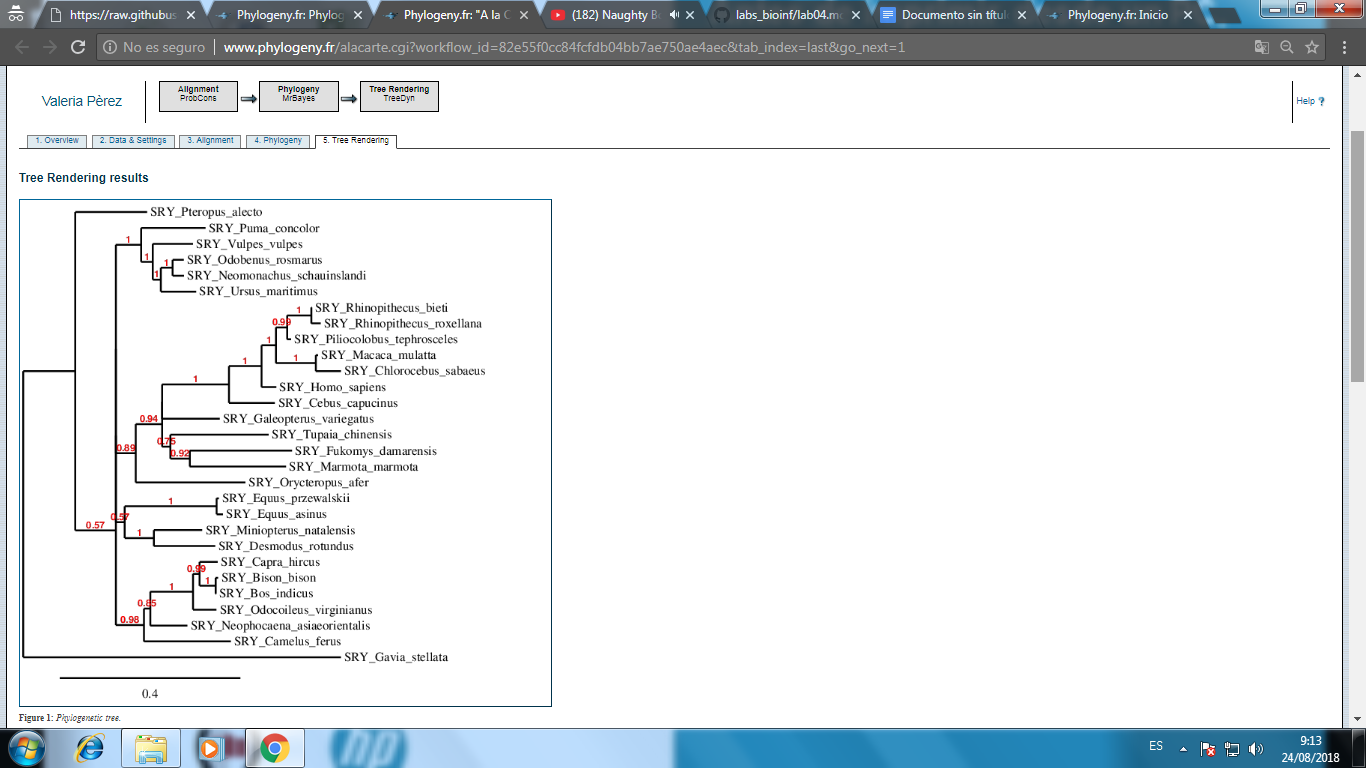 https://raw.githubus
Phylogeny.fr: Phylog
Phylogeny.fr: "A la C
(182) Naughty B
labs_bioinf/lab04.m
Documento sin títul
Phylogeny.fr: Inicio
No es seguro
www.phylogeny.fr/alacarte.cgi?workflow_id=82e55f0cc84fcfdb04bb7ae750ae4aec&tab_index=last&go_next=1
Valeria Pèrez
Alignment
ProbCons
Phylogeny
MrBayes
Tree Rendering
TreeDyn
Help ?
1. Overview
2. Data & Settings
3. Alignment
4. Phylogeny
5. Tree Rendering
Tree Rendering results
SRY_Pteropus_alecto
SRY_Puma_concolor
1
SRY_Vulpes_vulpes
1
SRY_Odobenus_rosmarus
1
SRY_Neomonachus_schauinslandi
1
SRY_Ursus_maritimus
SRY_Rhinopithecus_bieti
1
SRY_Rhinopithecus_roxellana
0.99
SRY_Piliocolobus_tephrosceles
1
SRY_Macaca_mulatta
1
SRY_Chlorocebus_sabaeus
1
SRY_Homo_sapiens
1
SRY_Cebus_capucinus
SRY_Galeopterus_variegatus
0.94
SRY_Tupaia_chinensis
0.75
SRY_Fukomys_damarensis
0.89
0.92
SRY_Marmota_marmota
SRY_Orycteropus_afer
SRY_Equus_przewalskii
1
SRY_Equus_asinus
0.57
0.57
SRY_Miniopterus_natalensis
1
SRY_Desmodus_rotundus
SRY_Capra_hircus
0.99
SRY_Bison_bison
1
SRY_Bos_indicus
1
SRY_Odocoileus_virginianus
0.85
SRY_Neophocaena_asiaeorientalis
0.98
SRY_Camelus_ferus
SRY_Gavia_stellata
0.4
Figure 1: Phylogenetic tree.
hp
ES
9:13
24/08/2018